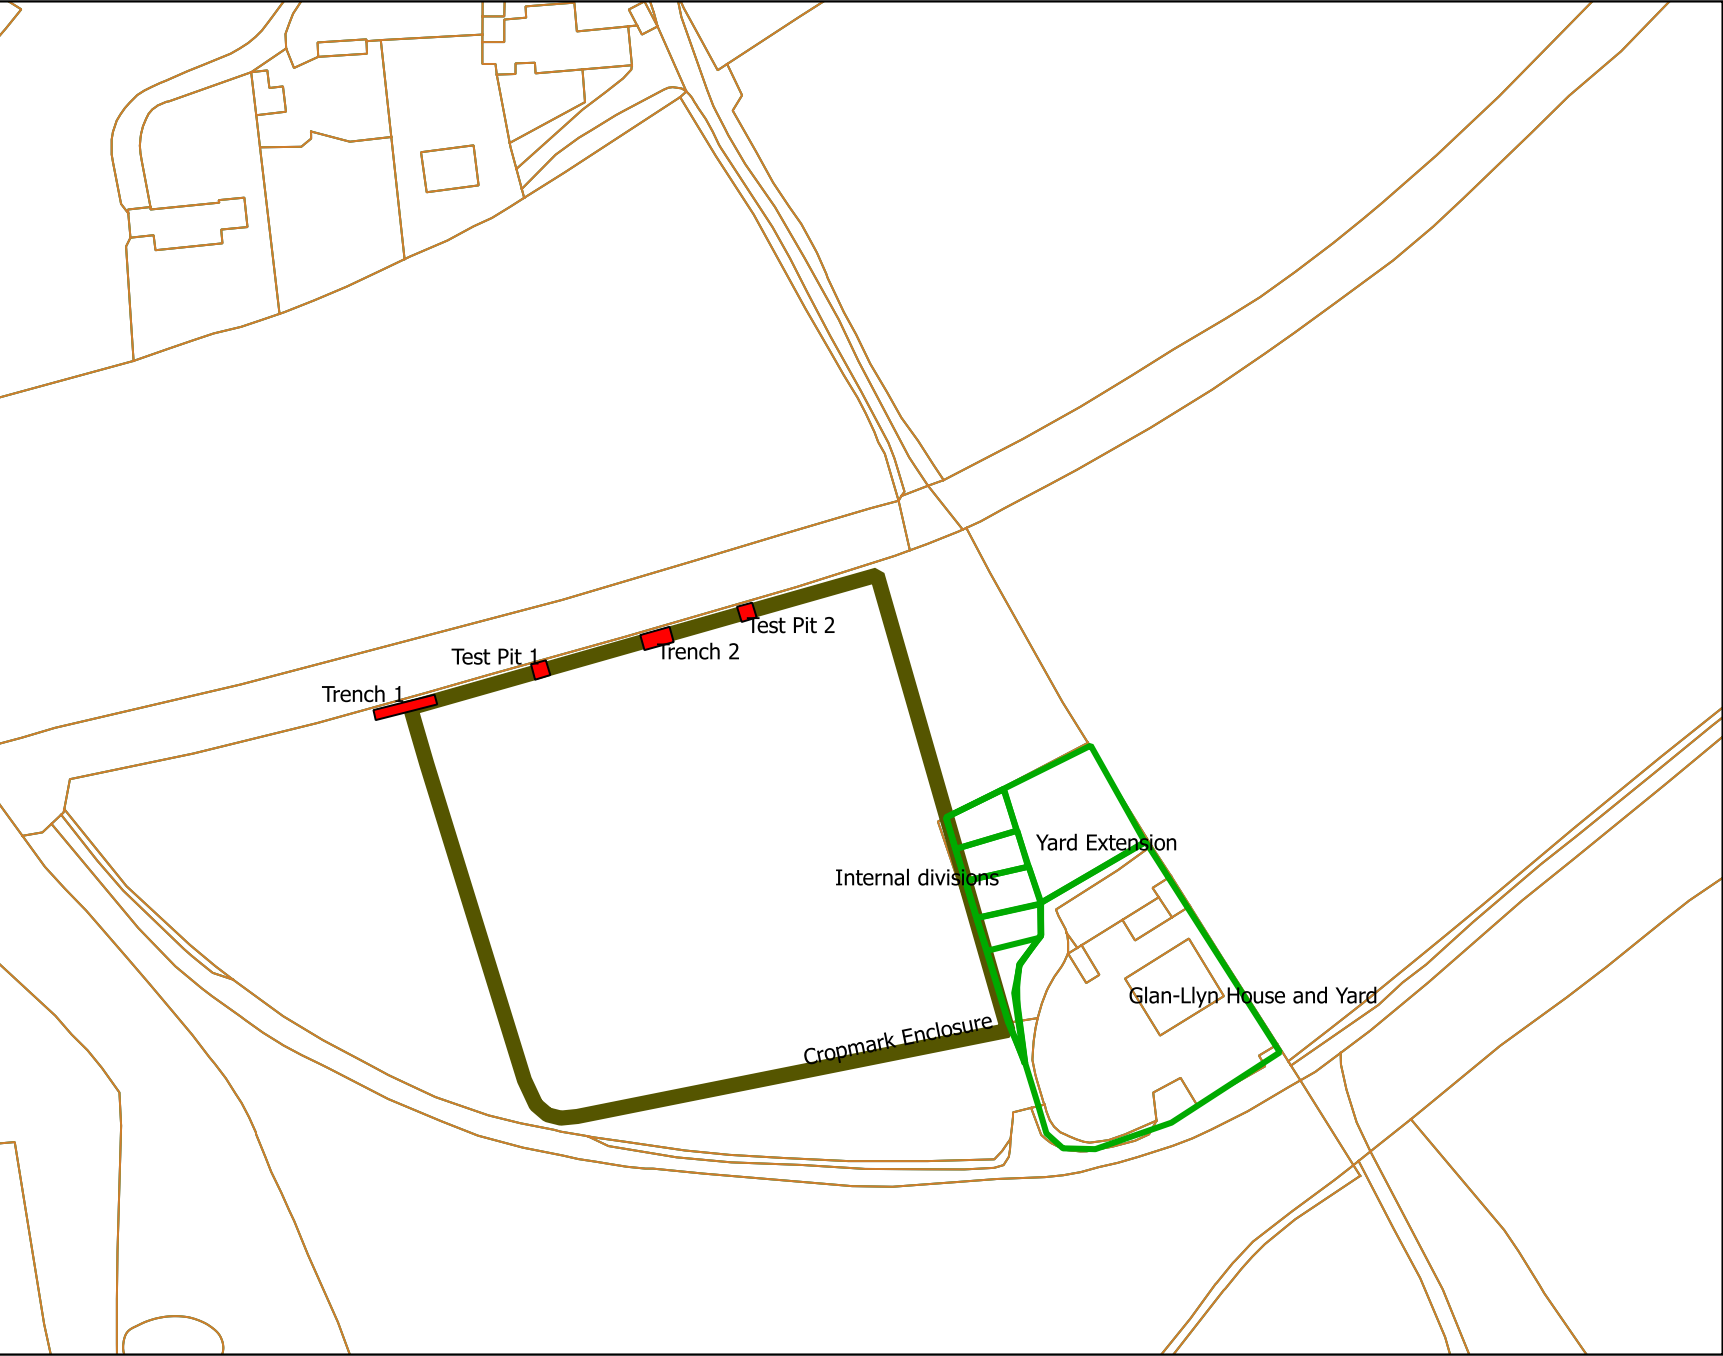 Test Pit 2
Trench 2
Test Pit 1
Trench 1
Yard Extension
Internal divisions
Glan-Llyn House and Yard
Cropmark Enclosure